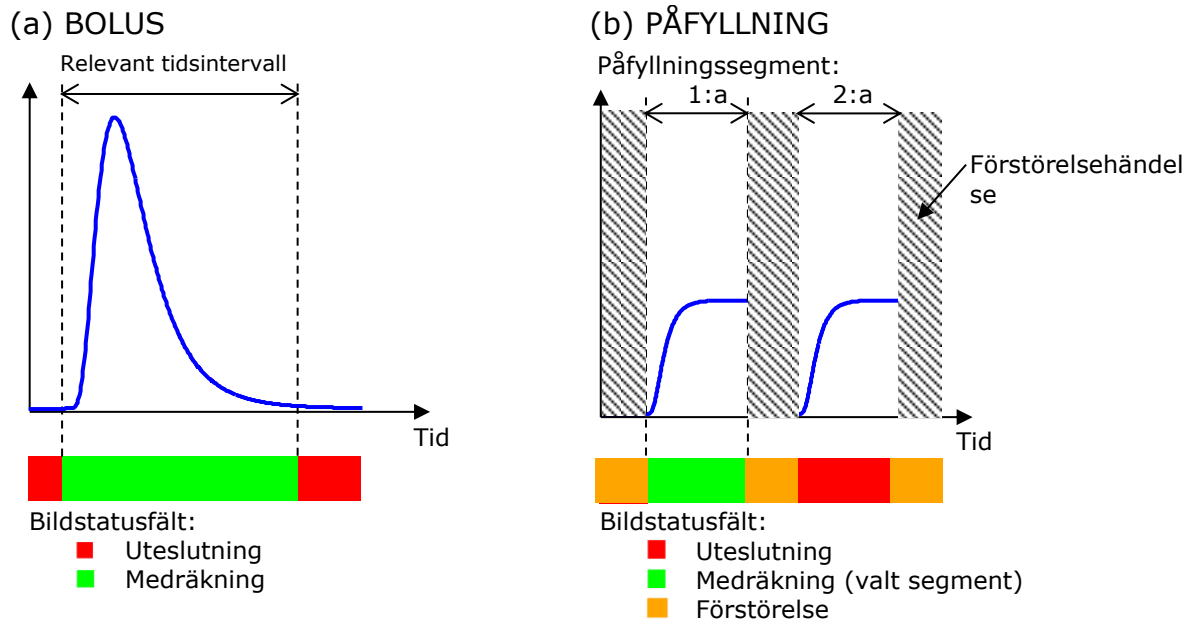 (a) BOLUS
Relevant tidsintervall
Tid
Bildstatusfält:
Uteslutning
Medräkning
(b) PÅFYLLNING
Påfyllningssegment:
1:a
2:a
Förstörelsehändel
se
Tid
Bildstatusfält:
Uteslutning
Medräkning (valt segment)
Förstörelse